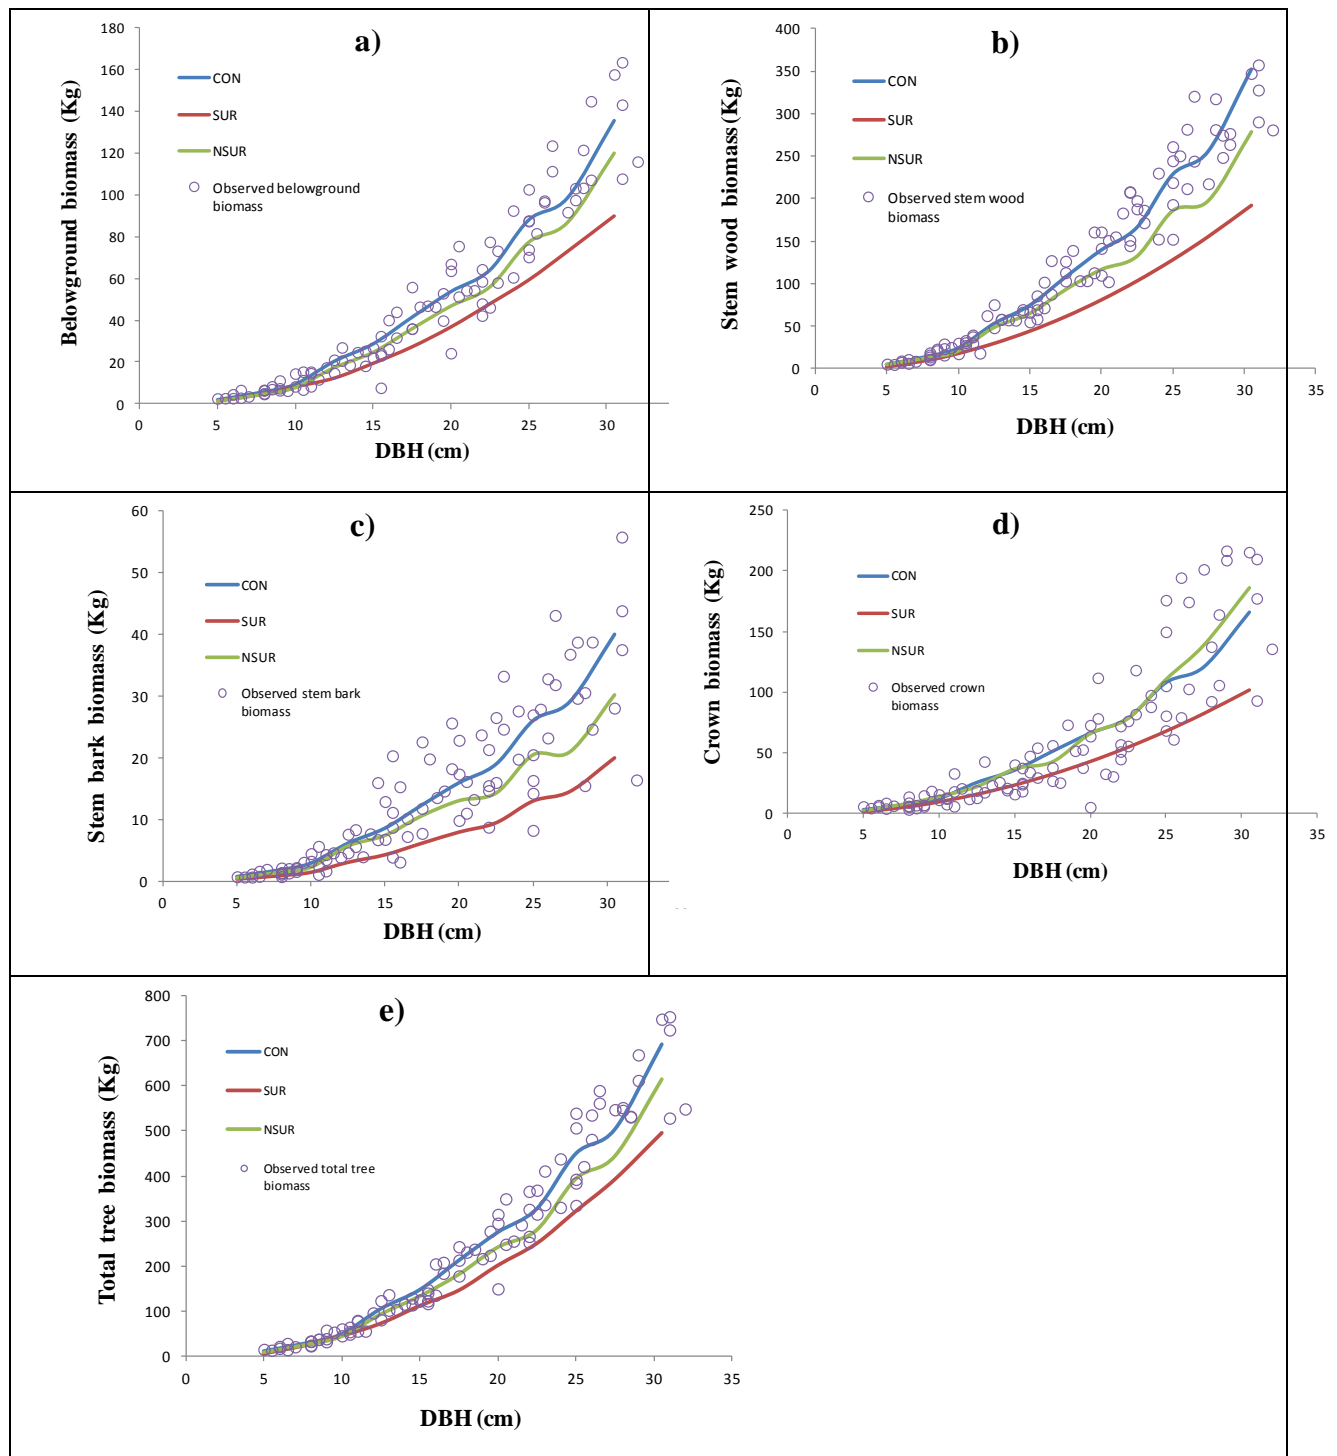 a)
Belowground biomass (Kg)
180
160
140
120
100
80
60
40
20
0
CON
SUR
NSUR
Observed belowground
biomass
0 5 10 15 20 25 30
DBH (cm)
b)
Stem wood biomass (Kg)
400
350
300
250
200
150
100
50
0
CON
SUR
NSUR
Observed stem wood
biomass
0 5 10 15 20 25 30 35
DBH (cm)
c)
Stem bark biomass (Kg)
60
50
40
30
20
10
0
CON
SUR
NSUR
Observed stem bark
biomass
0 5 10 15 20 25 30
DBH (cm)
d)
Crown biomass (Kg)
250
200
150
100
50
0
CON
SUR
NSUR
Observed crown
biomass
0 5 10 15 20 25 30 35
DBH (cm)
e)
Total tree biomass (Kg)
800
700
600
500
400
300
200
100
0
CON
SUR
NSUR
Observed total tree
biomass
0 5 10 15 20 25 30 35
DBH (cm)